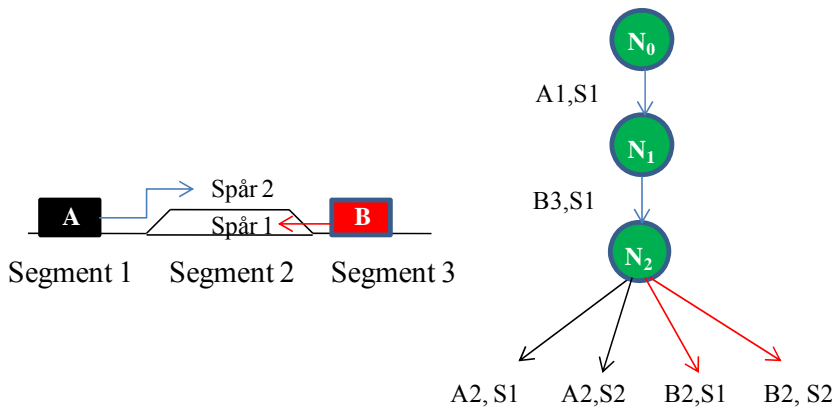 A
Spår 2
Spår 1
B
Segment 1
Segment 2
Segment 3
N0
A1,S1
N1
B3,S1
N2
A2, S1
A2,S2
B2,S1
B2, S2